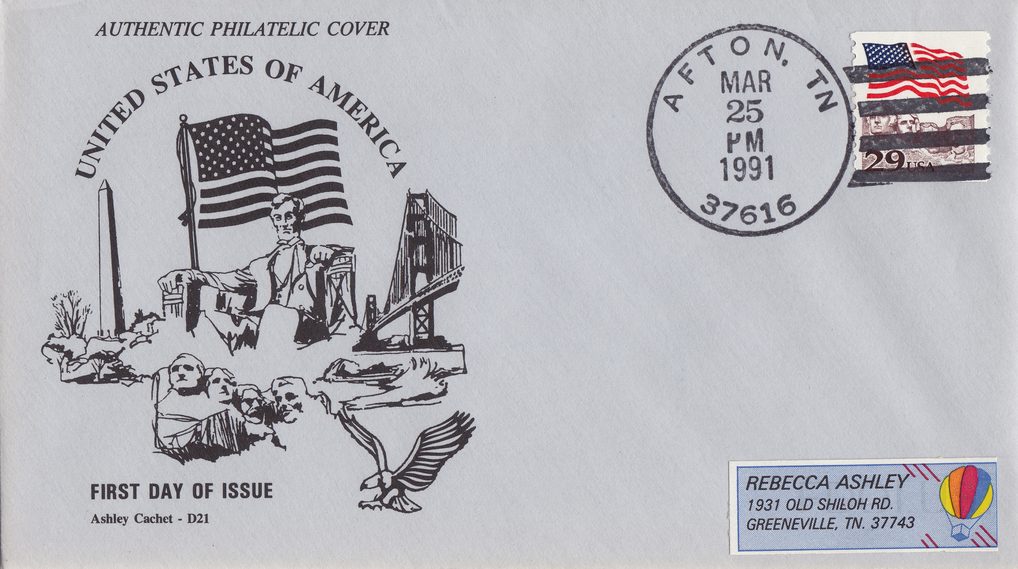 AUTHENTIC PHILATELIC COVER
UNITED STATES OF AMERICA
AFTON, TN
MAR
25
PM
1991
37616
29 USA
FIRST DAY OF ISSUE
Ashley Cachet - D21
REBECCA ASHLEY
1931 OLD SHILOH RD.
GREENEVILLE, TN. 37743